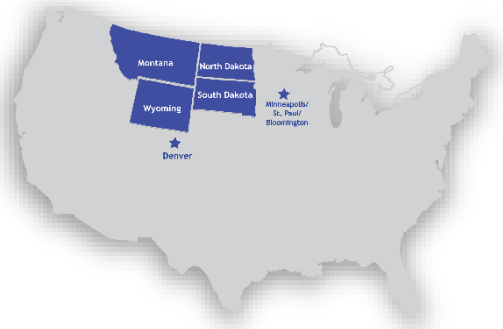 Montana
North Dakota
Wyoming
South Dakota
Minneapolis/
St. Paul/
Bloomington
Denver